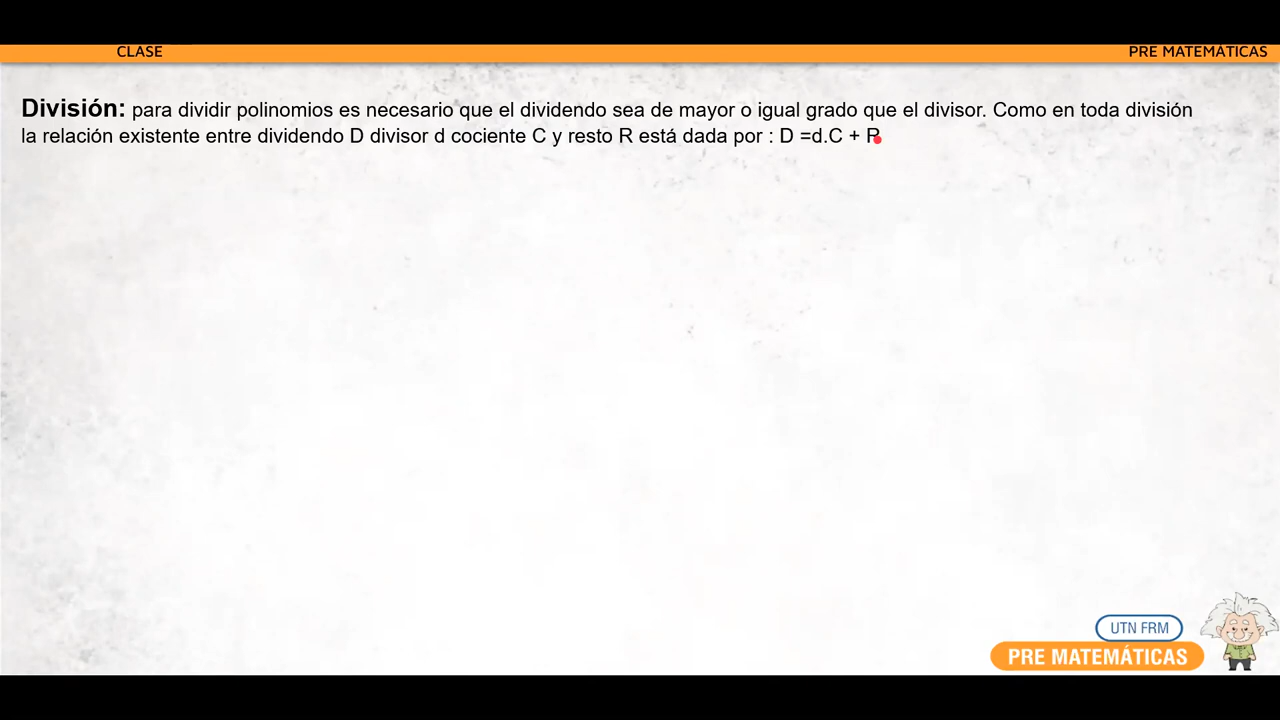 CLASE
PRE MATEMÁTICAS
División: para dividir polinomios es necesario que el dividendo sea de mayor o igual grado que el divisor. Como en toda división
la relación existente entre dividendo D divisor d cociente C y resto R está dada por : D =d.C + R
UTN FRM
PRE MATEMÁTICAS